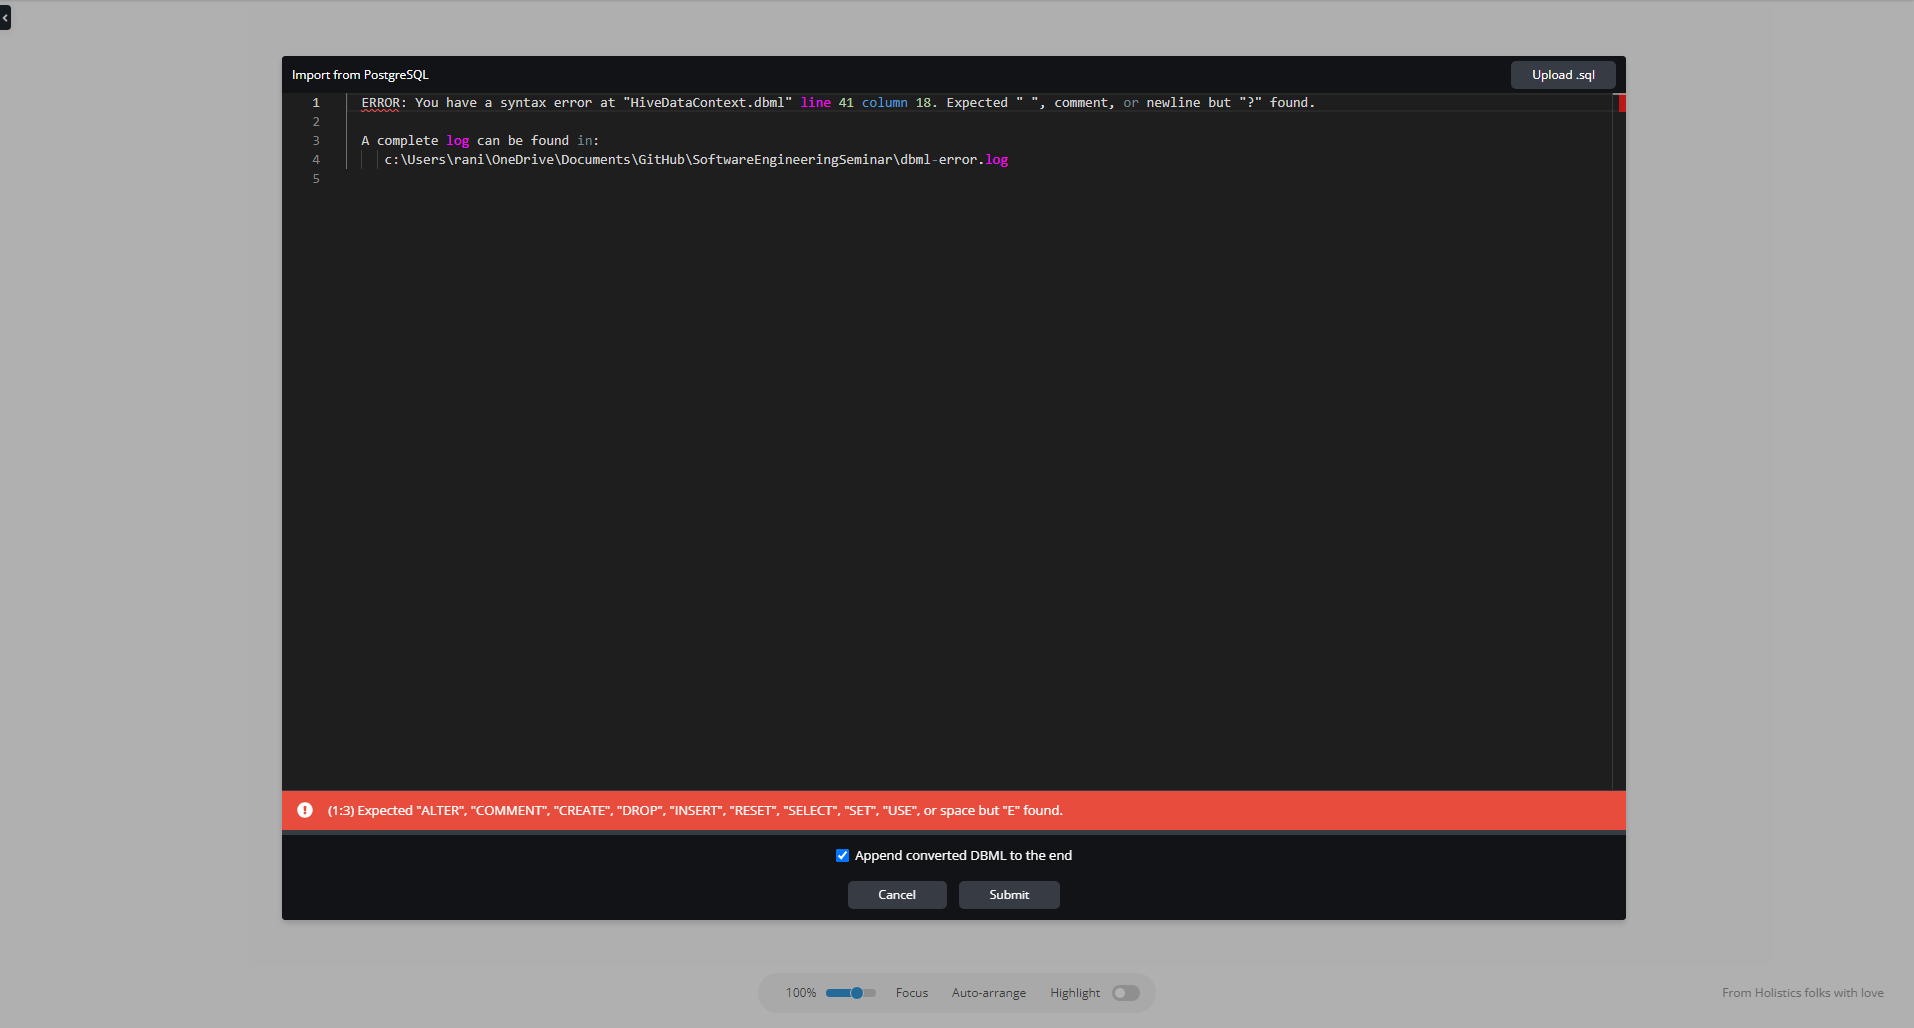 Import from PostgreSQL
Upload .sql
1 ERROR: You have a syntax error at "HiveDataContext.dbml" line 41 column 18. Expected " ", comment, or newline but "?" found.
2
3 A complete log can be found in:
4 c:\Users\rani\OneDrive\Documents\GitHub\SoftwareEngineeringSeminar\dbml-error.log
5
(1:3) Expected "ALTER", "COMMENT", "CREATE", "DROP", "INSERT", "RESET", "SELECT", "SET", "USE", or space but "E" found.
Append converted DBML to the end
Cancel Submit
100% Focus Auto-arrange Highlight
From Holistics folks with love